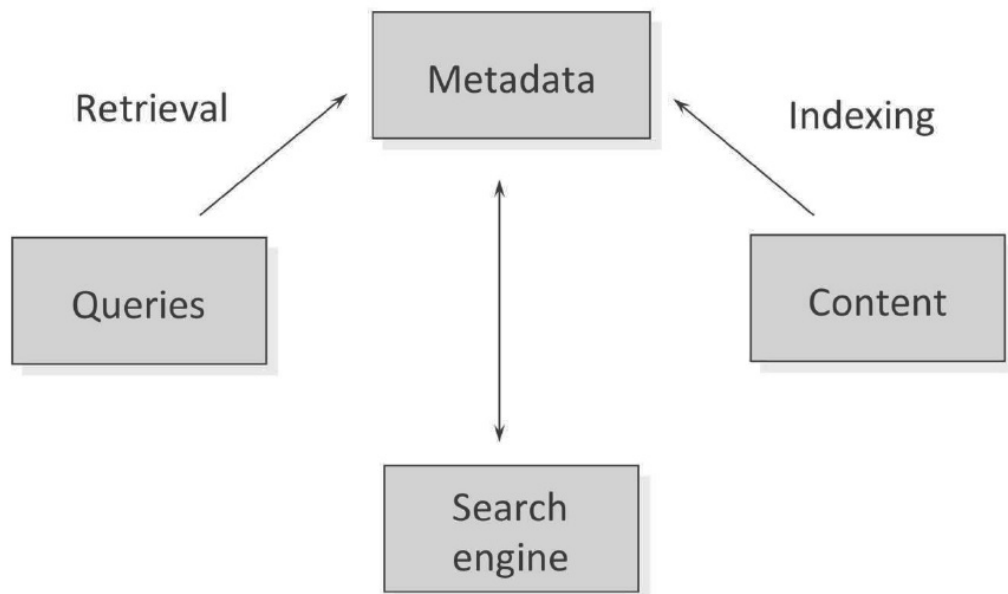 Metadata
Retrieval
Indexing
Queries
Content
Search
engine